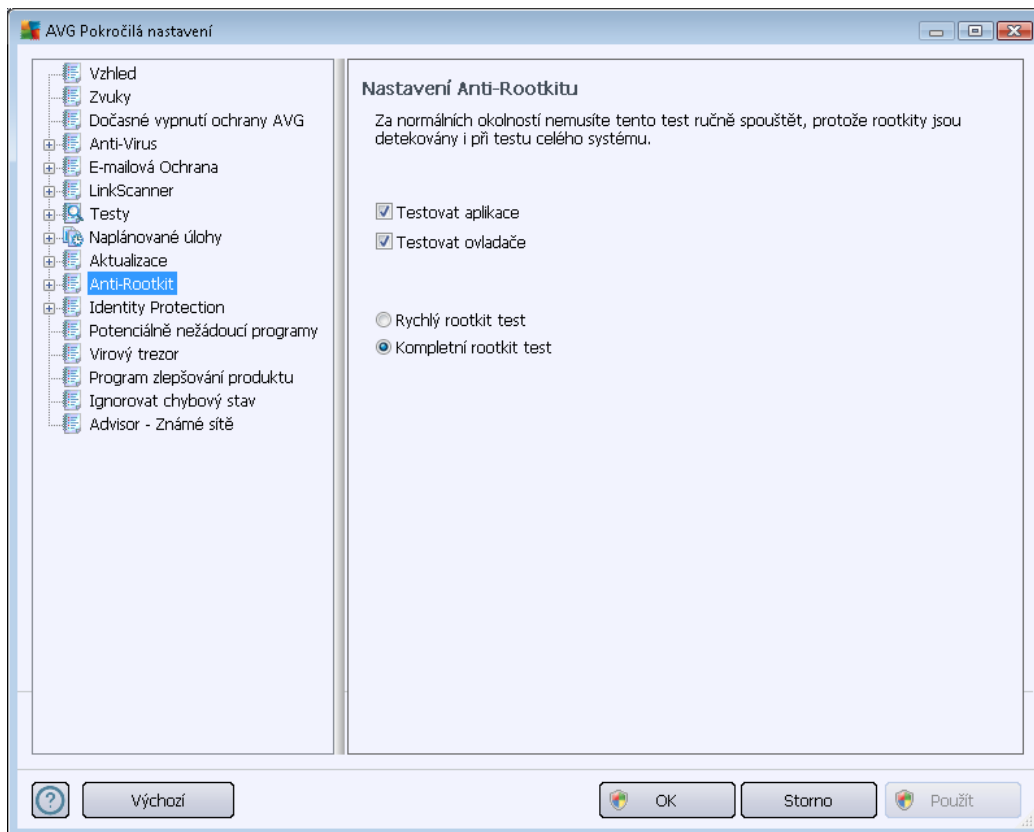 AVG Pokročilá nastavení
Vzhled
Zvuky
Dočasné vypnutí ochrany AVG
Anti-Virus
E-mailová Ochrana
LinkScanner
Testy
Naplánované úlohy
Aktualizace
Anti-Rootkit
Identity Protection
Potenciálně nežádoucí programy
Virový trezor
Program zlepšování produktu
Ignorovat chybový stav
Advisor - Známé sítě
Nastavení Anti-Rootkitu
Za normálních okolností nemusíte tento test ručně spouštět, protože rootkity jsou
detekovány i při testu celého systému.
Testovat aplikace
Testovat ovladače
Rychlý rootkit test
Kompletní rootkit test
Výchozí
OK
Storno
Použít